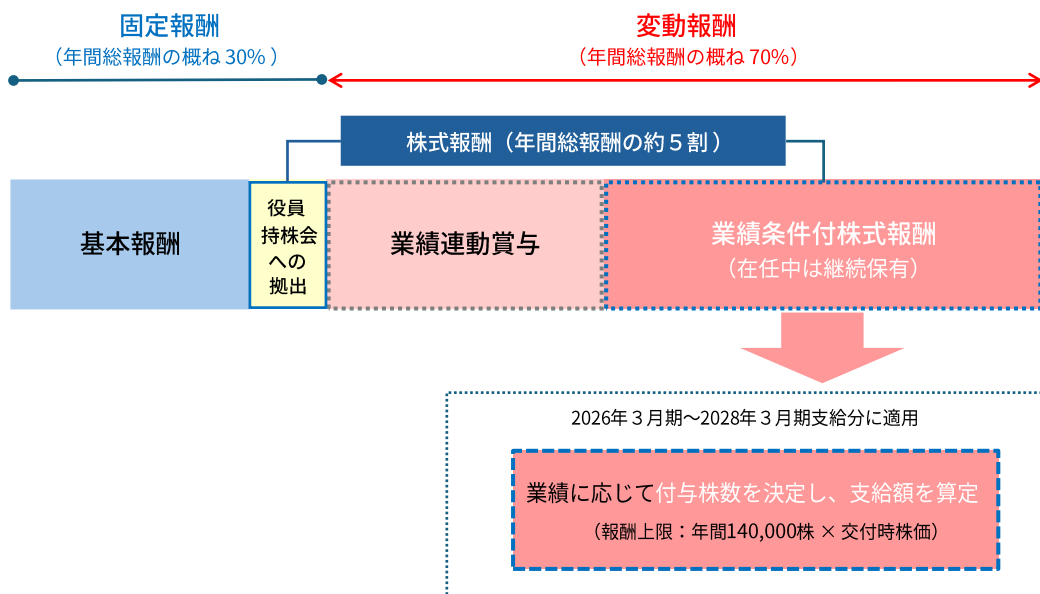 固定報酬
（年間総報酬の概ね 30% ）
変動報酬
（年間総報酬の概ね 70%）
株式報酬（年間総報酬の約５割 ）
基本報酬
役員
持株会
への
拠出
業績連動賞与
業績条件付株式報酬
（在任中は継続保有）
2026年３月期～2028年３月期支給分に適用
業績に応じて付与株数を決定し、支給額を算定
（報酬上限：年間140,000株 × 交付時株価）